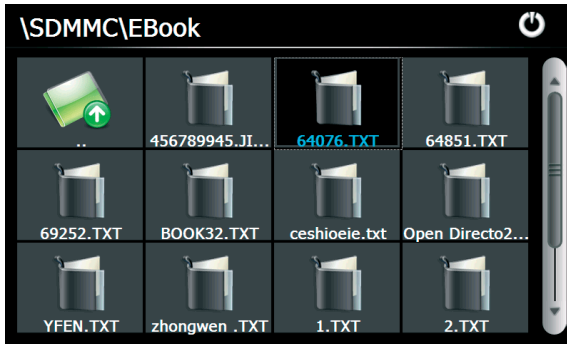 \SDMMC\EBook
..
456789945.JI...
64076.TXT
64851.TXT
69252.TXT
BOOK32.TXT
ceshioeie.txt
Open Directo2...
YFEN.TXT
zhongwen .TXT
1.TXT
2.TXT